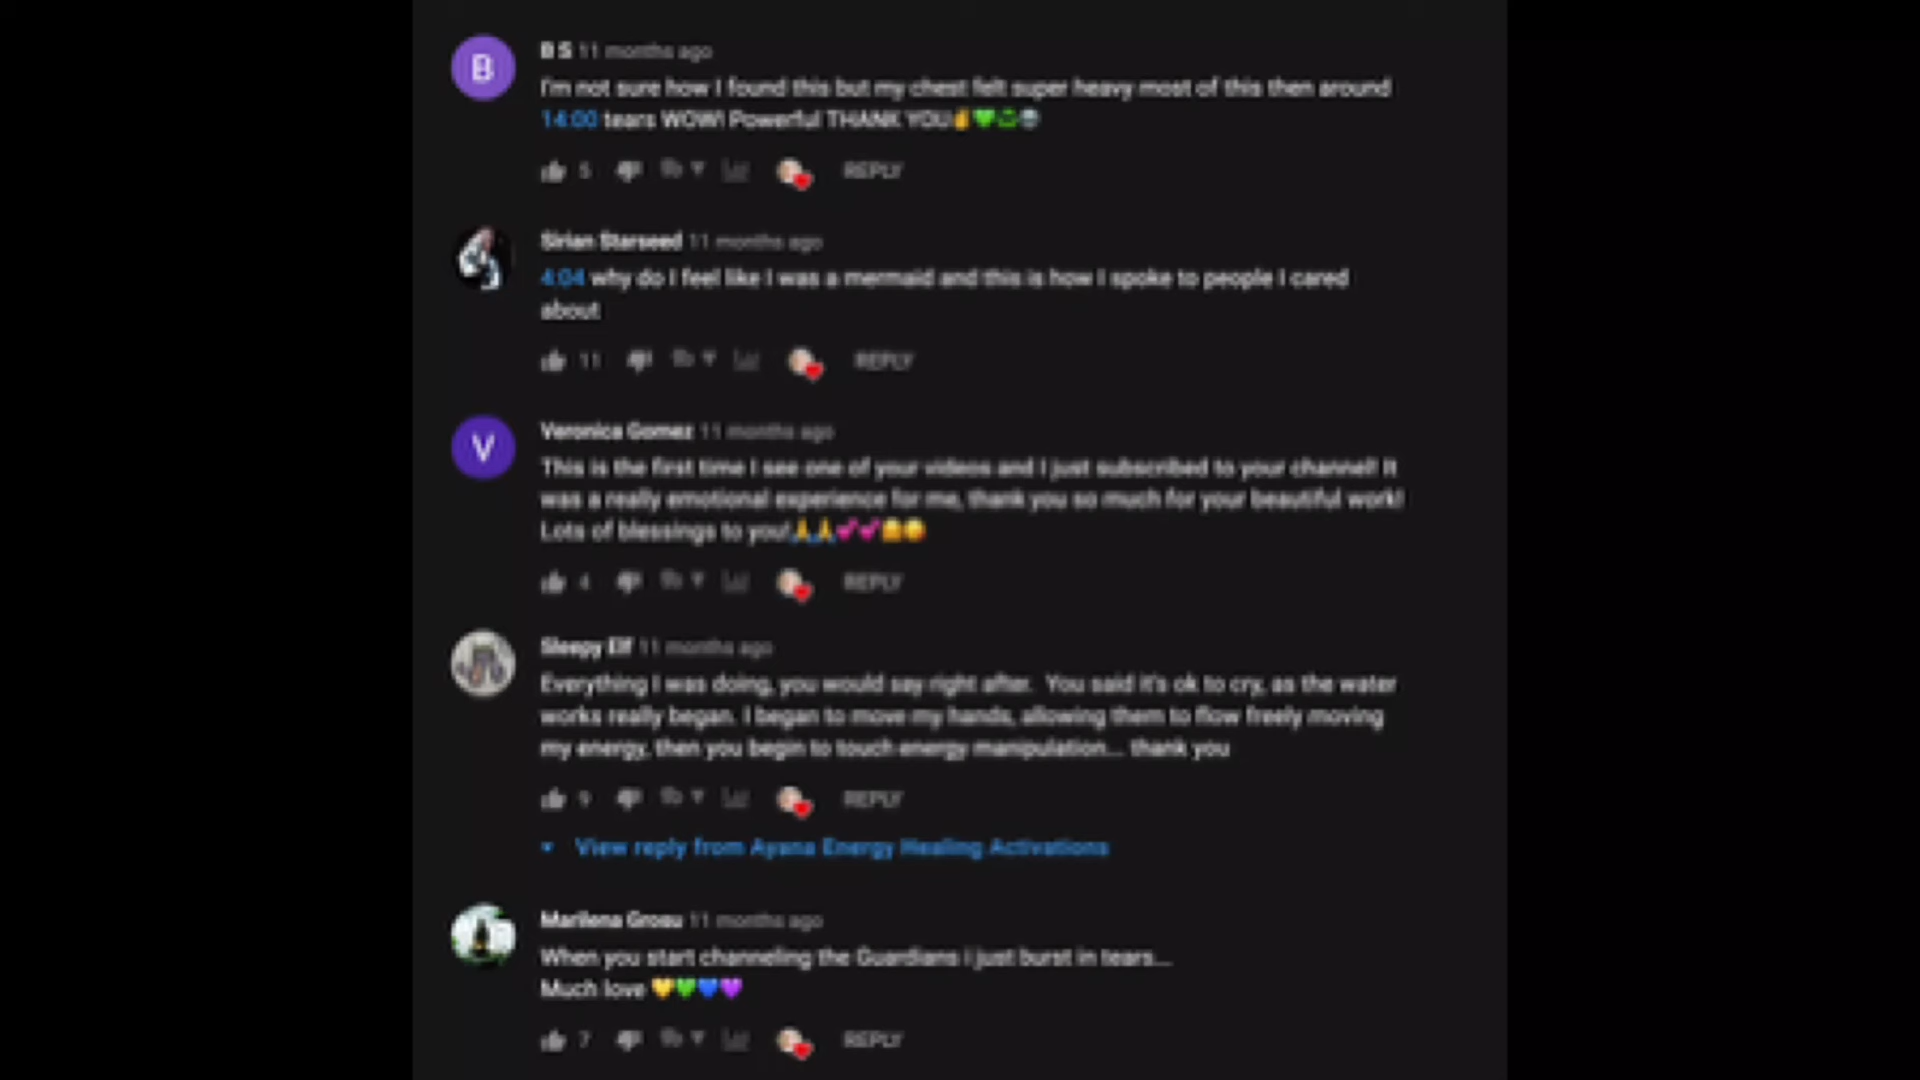 B
B S 11 months ago
I'm not sure how I found this but my chest felt super heavy most of this then around
14:00 tears WOW! Powerful THANK YOU✌💚♻👽
5 REPLY
Sirian Starseed 11 months ago
4:04 why do I feel like I was a mermaid and this is how I spoke to people I cared
about
11 REPLY
V
Veronica Gomez 11 months ago
This is the first time I see one of your videos and I just subscribed to your channel! It
was a really emotional experience for me, thank you so much for your beautiful work!
Lots of blessings to you!🙏🙏💕💕
4 REPLY
Sleepy Elf 11 months ago
Everything I was doing, you would say right after. You said it's ok to cry, as the water
works really began. I began to move my hands, allowing them to flow freely moving
my energy, then you begin to touch energy manipulation... thank you
9 REPLY
View reply from Ayana Energy Healing Activations
Marilena Grosu 11 months ago
When you start channeling the Guardians i just burst in tears...
Much love 💛💚💙💜
7 REPLY